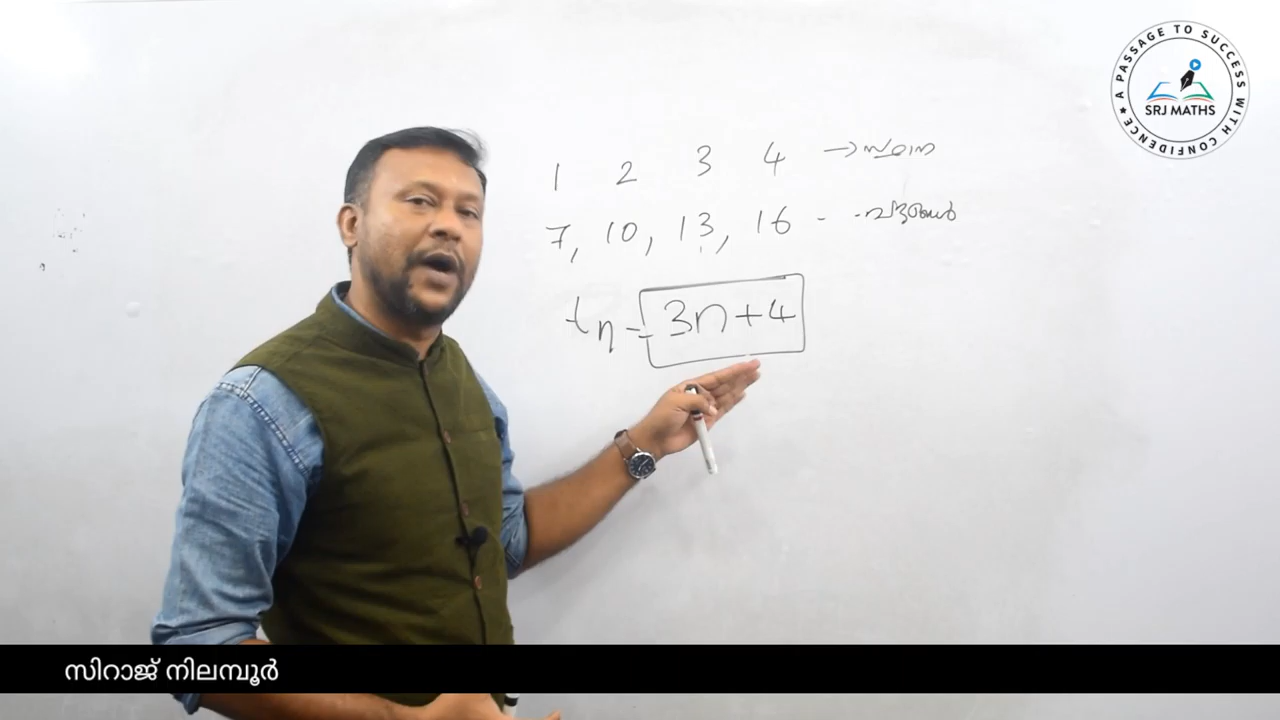 A PASSAGE TO SUCCESS WITH CONFIDENCE
SRJ MATHS
1 2 3 4 →സ്ഥാനം
7, 10, 13, 16 - - പദങ്ങൾ
tn = 3n+4
സിറാജ് നിലമ്പൂർ